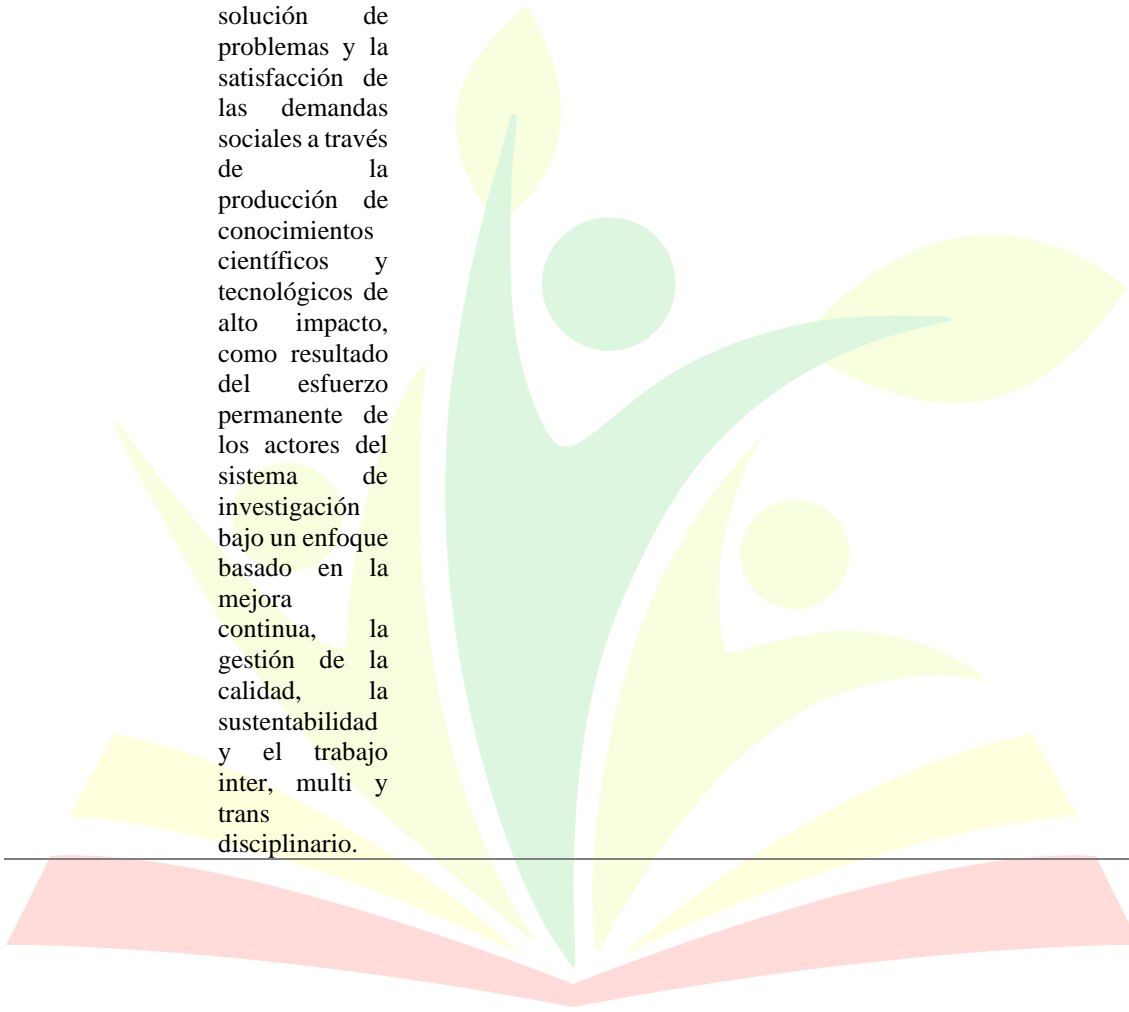 solución de
problemas y la
satisfacción de
las demandas
sociales a través
de la
producción de
conocimientos
científicos y
tecnológicos de
alto impacto,
como resultado
del esfuerzo
permanente de
los actores del
sistema de
investigación
bajo un enfoque
basado en la
mejora
continua, la
gestión de la
calidad, la
sustentabilidad
y el trabajo
inter, multi y
trans
disciplinario.